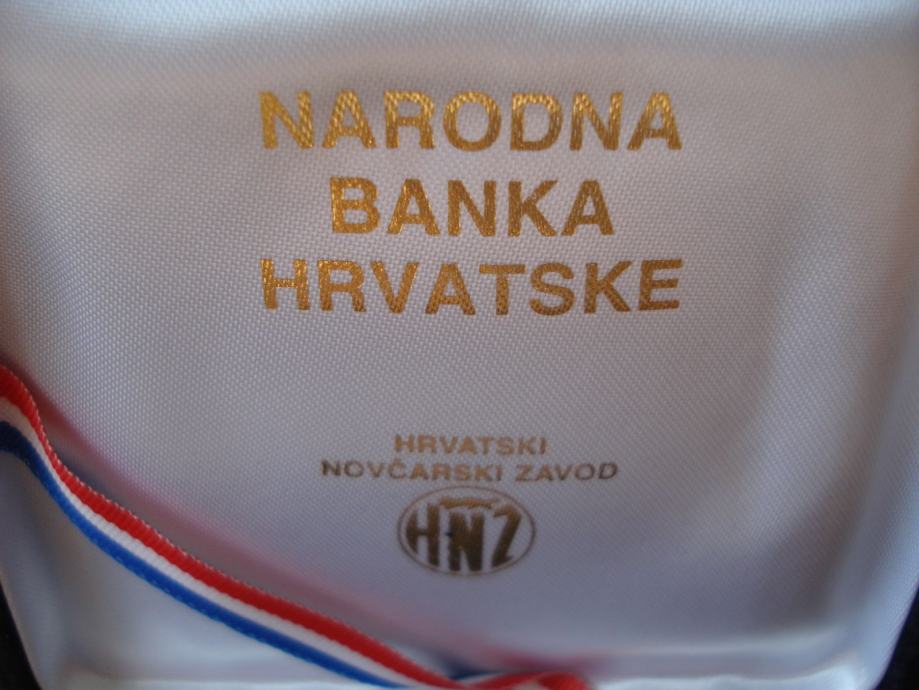 NARODNA
BANKA
HRVATSKE
HRVATSKI
NOVČARSKI ZAVOD
HNZ